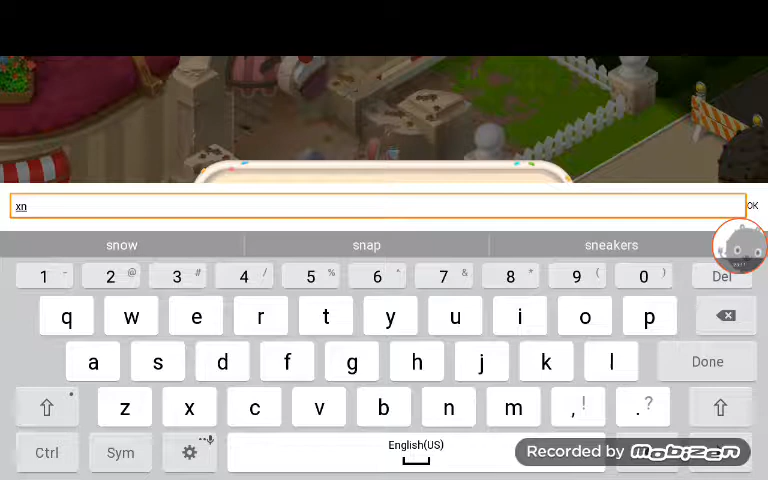 xn
OK
snow snap sneakers
1 - 2 @ 3 # 4 / 5 % 6 ^ 7 & 8 * 9 ( 0 ) Del
q w e r t y u i o p
a s d f g h j k l Done
z x c v b n m , ! . ?
Ctrl Sym English(US)
Recorded by mobizen